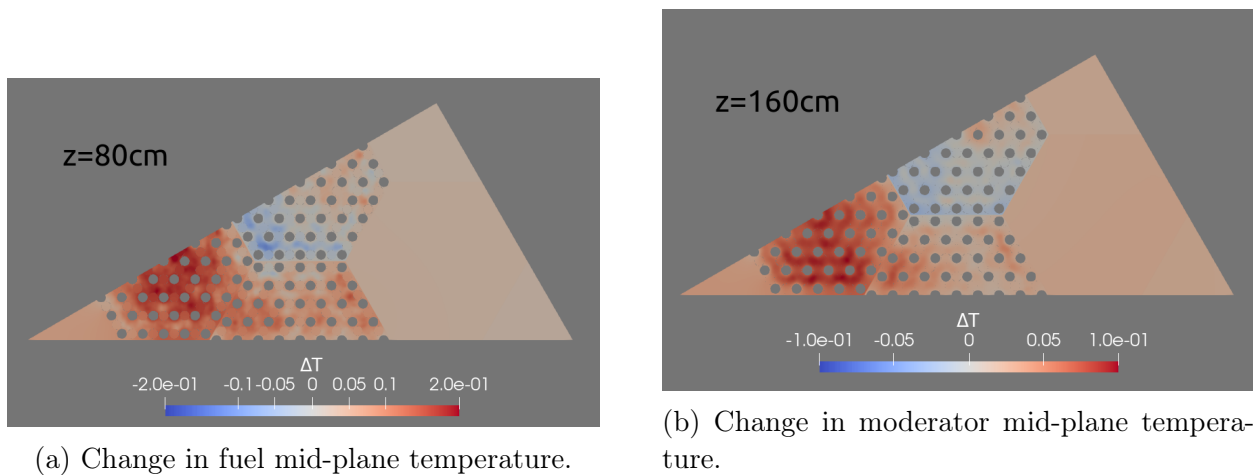 z=80cm
ΔT
-2.0e-01 -0.1 -0.05 0 0.05 0.1 2.0e-01
(a) Change in fuel mid-plane temperature.
z=160cm
ΔT
-1.0e-01 -0.05 0 0.05 1.0e-01
(b) Change in moderator mid-plane tempera-
ture.